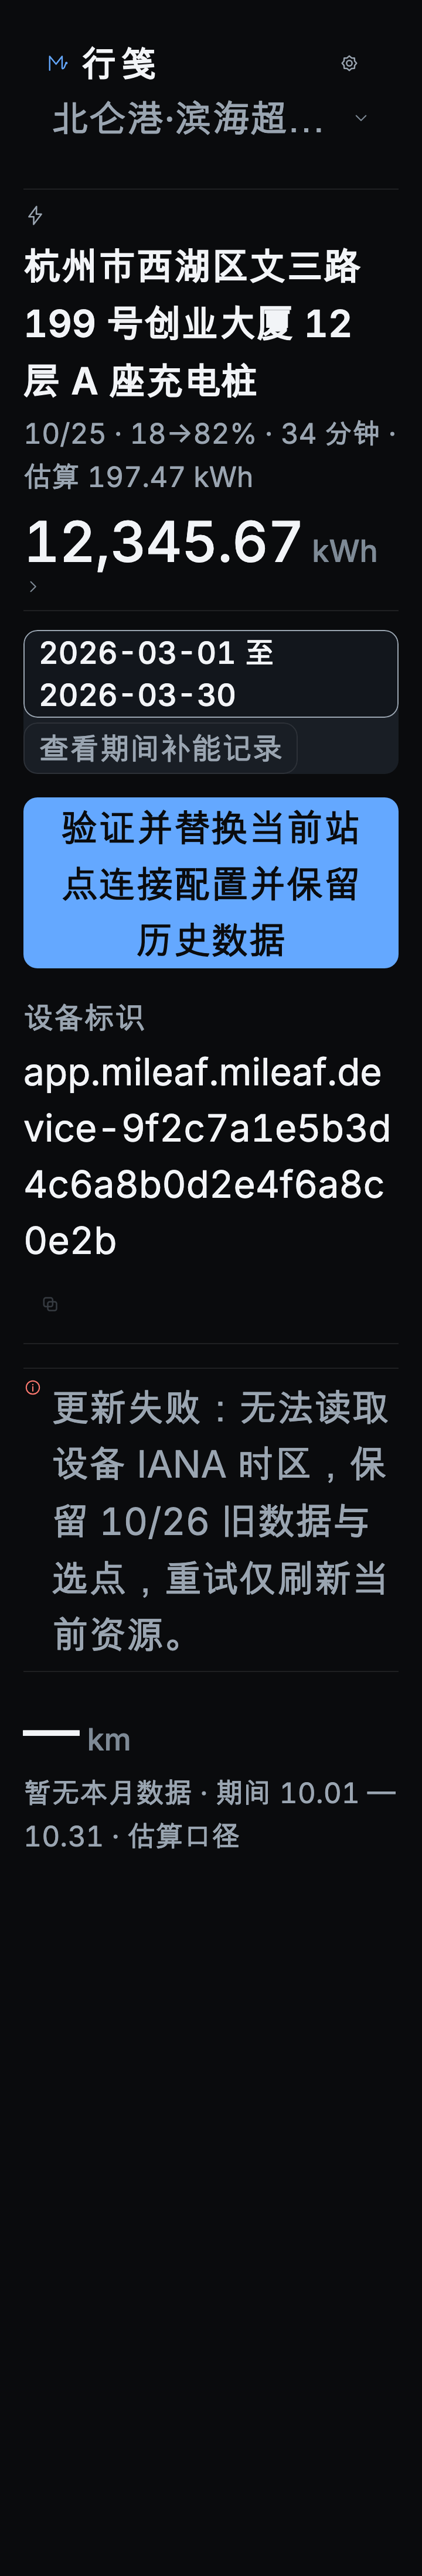 行笺
北仑港·滨海超…
杭州市西湖区文三路
199 号创业大厦 12
层 A 座充电桩
10/25 · 18→82% · 34 分钟 ·
估算 197.47 kWh
12,345.67 kWh
2026-03-01 至
2026-03-30
查看期间补能记录
验证并替换当前站
点连接配置并保留
历史数据
设备标识
app.mileaf.mileaf.de
vice-9f2c7a1e5b3d
4c6a8b0d2e4f6a8c
0e2b
更新失败：无法读取
设备 IANA 时区，保
留 10/26 旧数据与
选点，重试仅刷新当
前资源。
— km
暂无本月数据 · 期间 10.01 —
10.31 · 估算口径